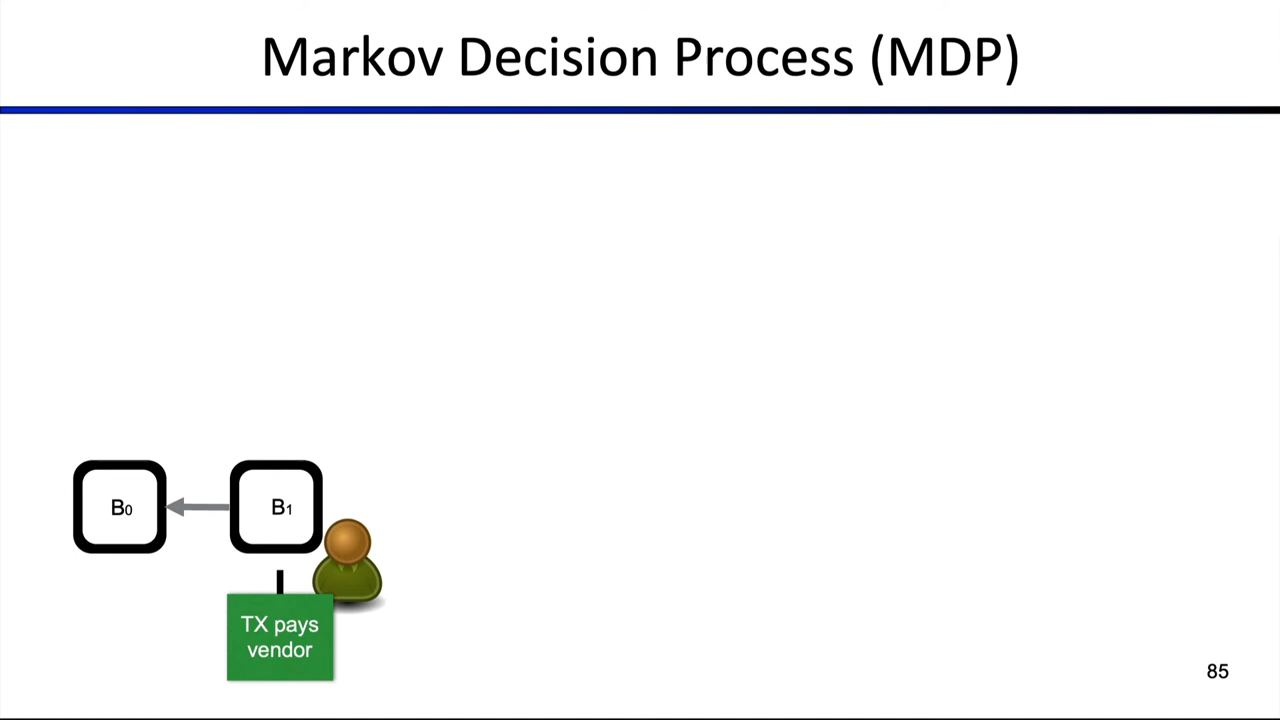 Markov Decision Process (MDP)
B0
B1
TX pays
vendor
85